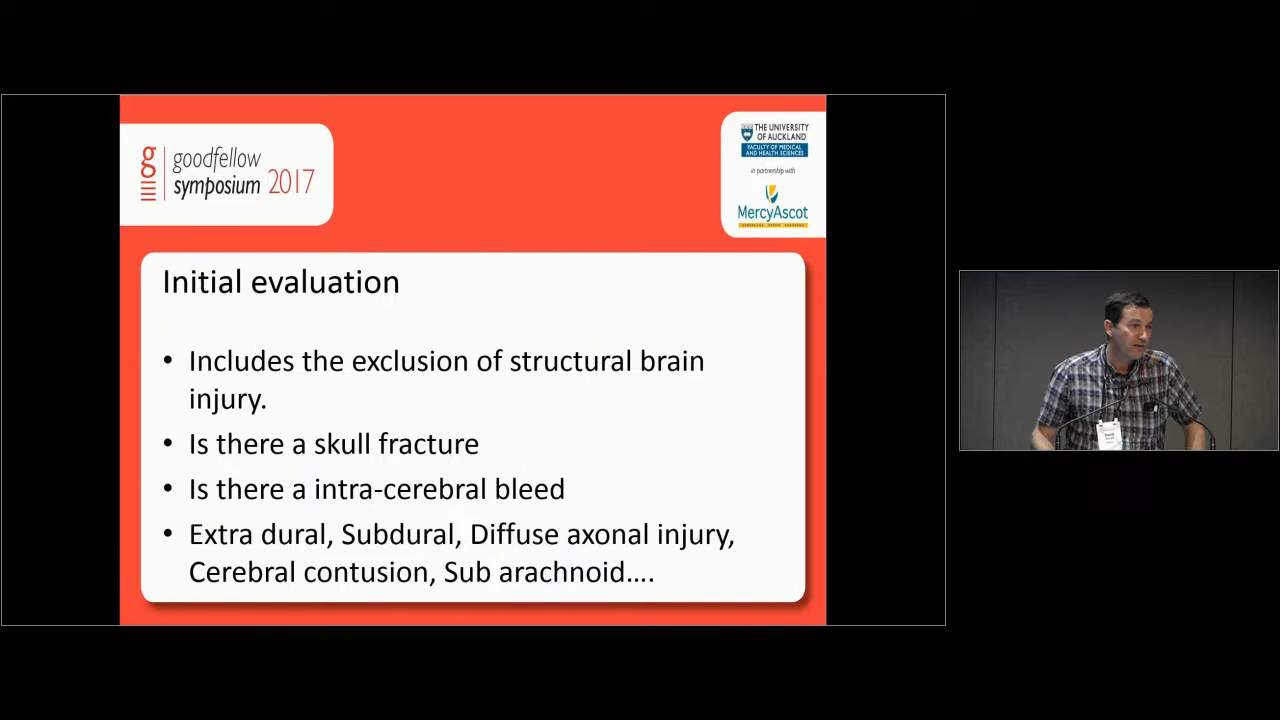 goodfellow
symposium 2017
THE UNIVERSITY
OF AUCKLAND
FACULTY OF MEDICAL
AND HEALTH SCIENCES
in partnership with
MercyAscot
Initial evaluation
• Includes the exclusion of structural brain
injury.
• Is there a skull fracture
• Is there a intra-cerebral bleed
• Extra dural, Subdural, Diffuse axonal injury,
Cerebral contusion, Sub arachnoid....